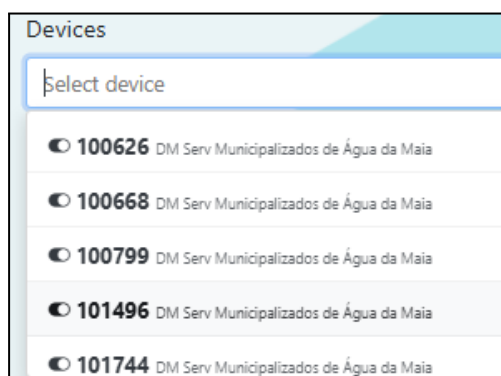 Devices
Select device
100626 DM Serv Municipalizados de Água da Maia
100668 DM Serv Municipalizados de Água da Maia
100799 DM Serv Municipalizados de Água da Maia
101496 DM Serv Municipalizados de Água da Maia
101744 DM Serv Municipalizados de Água da Maia